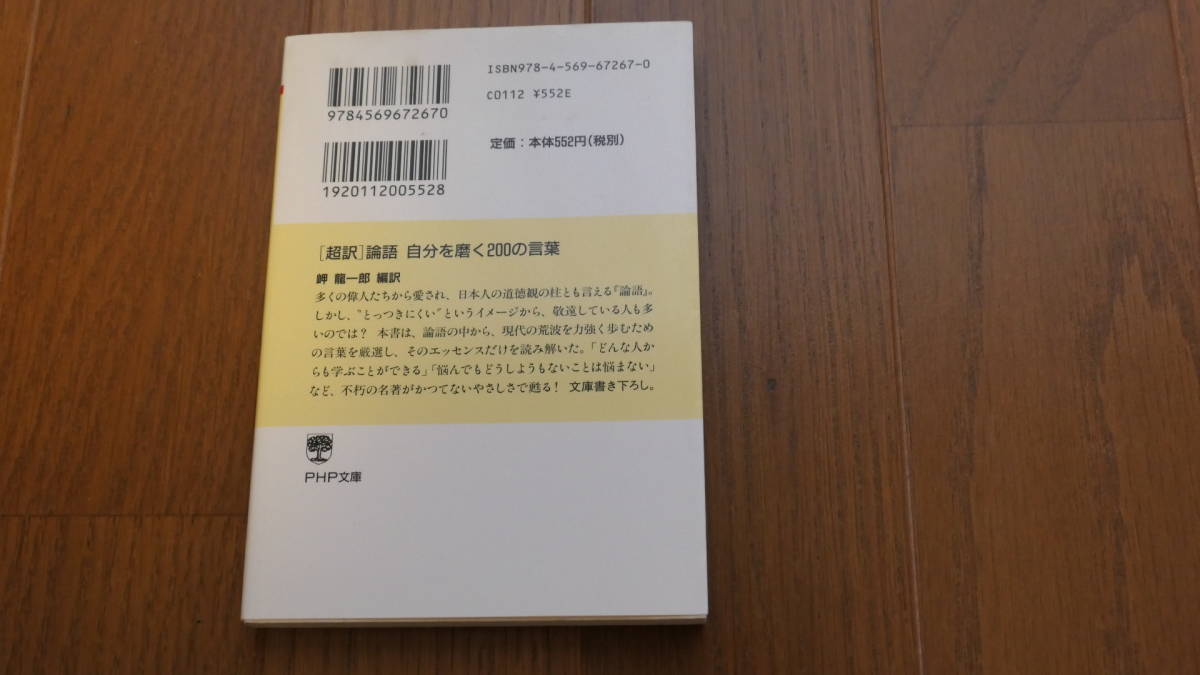 ISBN978-4-569-67267-0
C0112 ¥552E
定価:本体552円(税別)
9784569672670
1920112005528
[超訳]論語 自分を磨く200の言葉
岬 龍一郎 編訳
多くの偉人たちから愛され、日本人の道徳観の柱とも言える『論語』。
しかし、“とっつきにくい”というイメージから、敬遠している人も多
いのでは? 本書は、論語の中から、現代の荒波を力強く歩むため
の言葉を厳選し、そのエッセンスだけを読み解いた。「どんな人か
らも学ぶことができる」「悩んでもどうしようもないことは悩まない」
など、不朽の名著がかつてないやさしさで甦る! 文庫書き下ろし。
PHP文庫